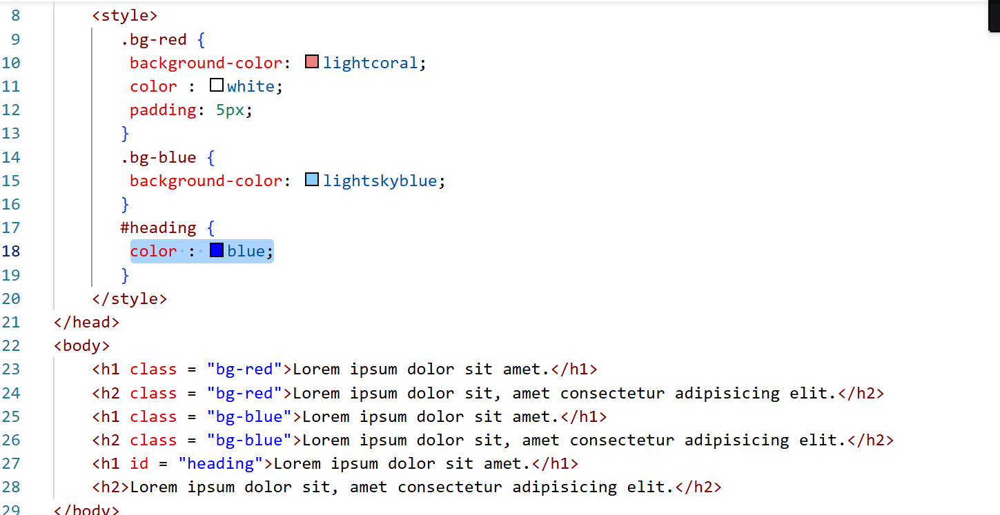 8 <style>
9 .bg-red {
10 background-color: lightcoral;
11 color : white;
12 padding: 5px;
13 }
14 .bg-blue {
15 background-color: lightskyblue;
16 }
17 #heading {
18 color : blue;
19 }
20 </style>
21 </head>
22 <body>
23 <h1 class = "bg-red">Lorem ipsum dolor sit amet.</h1>
24 <h2 class = "bg-red">Lorem ipsum dolor sit, amet consectetur adipisicing elit.</h2>
25 <h1 class = "bg-blue">Lorem ipsum dolor sit amet.</h1>
26 <h2 class = "bg-blue">Lorem ipsum dolor sit, amet consectetur adipisicing elit.</h2>
27 <h1 id = "heading">Lorem ipsum dolor sit amet.</h1>
28 <h2>Lorem ipsum dolor sit, amet consectetur adipisicing elit.</h2>
29 </body>